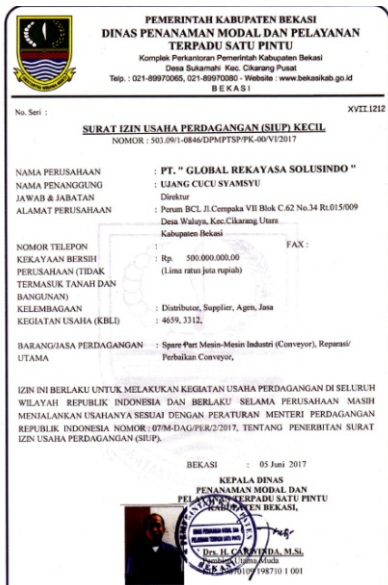 PEMERINTAH KABUPATEN BEKASI
DINAS PENANAMAN MODAL DAN PELAYANAN
TERPADU SATU PINTU
Komplek Perkantoran Pemerintah Kabupaten Bekasi
Desa Sukamahi Kec. Cikarang Pusat
Telp. : 021-89970065, 021-89970080 - Website : www.bekasikab.go.id
BEKASI
No. Seri :
XVII.1212
SURAT IZIN USAHA PERDAGANGAN (SIUP) KECIL
NOMOR : 503.09/1-0846/DPMPTSP/PK-00/VI/2017
NAMA PERUSAHAAN : PT. " GLOBAL REKAYASA SOLUSINDO "
NAMA PENANGGUNG : UJANG CUCU SYAMSYU
JAWAB & JABATAN Direktur
ALAMAT PERUSAHAAN : Perum BCL Jl.Cempaka VII Blok C.62 No.34 Rt.015/009
Desa Waluya, Kec.Cikarang Utara
Kabupaten Bekasi
NOMOR TELEPON : FAX :
KEKAYAAN BERSIH : Rp. 500.000.000,00
PERUSAHAAN (TIDAK (Lima ratus juta rupiah)
TERMASUK TANAH DAN
BANGUNAN)
KELEMBAGAAN : Distributor, Supplier, Agen, Jasa
KEGIATAN USAHA (KBLI) : 4659, 3312,
BARANG/JASA PERDAGANGAN : Spare Part Mesin-Mesin Industri (Conveyor), Reparasi/
UTAMA Perbaikan Conveyor,
IZIN INI BERLAKU UNTUK MELAKUKAN KEGIATAN USAHA PERDAGANGAN DI SELURUH
WILAYAH REPUBLIK INDONESIA DAN BERLAKU SELAMA PERUSAHAAN MASIH
MENJALANKAN USAHANYA SESUAI DENGAN PERATURAN MENTERI PERDAGANGAN
REPUBLIK INDONESIA NOMOR : 07/M-DAG/PER/2/2017, TENTANG PENERBITAN SURAT
IZIN USAHA PERDAGANGAN (SIUP).
BEKASI : 05 Juni 2017
KEPALA DINAS
PENANAMAN MODAL DAN
PELAYANAN TERPADU SATU PINTU
KABUPATEN BEKASI,
Drs. H. CARWINDA, M.Si.
Pembina Utama Muda
198710 1 001